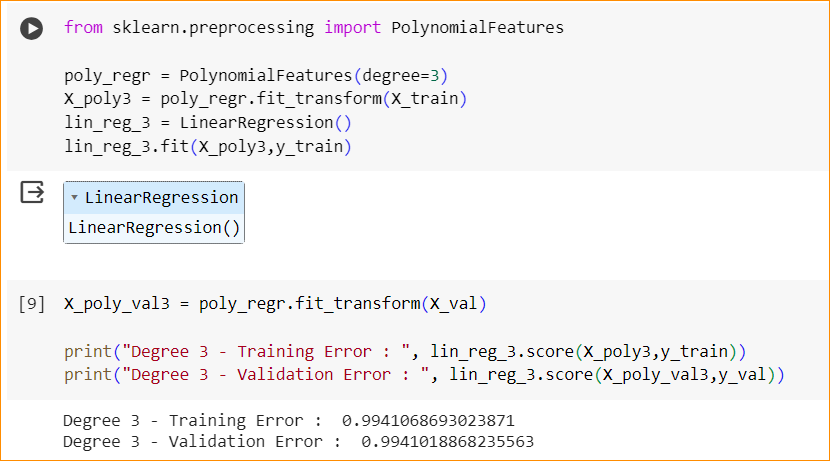 from sklearn.preprocessing import PolynomialFeatures
poly_regr = PolynomialFeatures(degree=3)
X_poly3 = poly_regr.fit_transform(X_train)
lin_reg_3 = LinearRegression()
lin_reg_3.fit(X_poly3,y_train)
▾ LinearRegression
LinearRegression()
[9] X_poly_val3 = poly_regr.fit_transform(X_val)
print("Degree 3 - Training Error : ", lin_reg_3.score(X_poly3,y_train))
print("Degree 3 - Validation Error : ", lin_reg_3.score(X_poly_val3,y_val))
Degree 3 - Training Error :  0.9941068693023871
Degree 3 - Validation Error :  0.9941018868235563